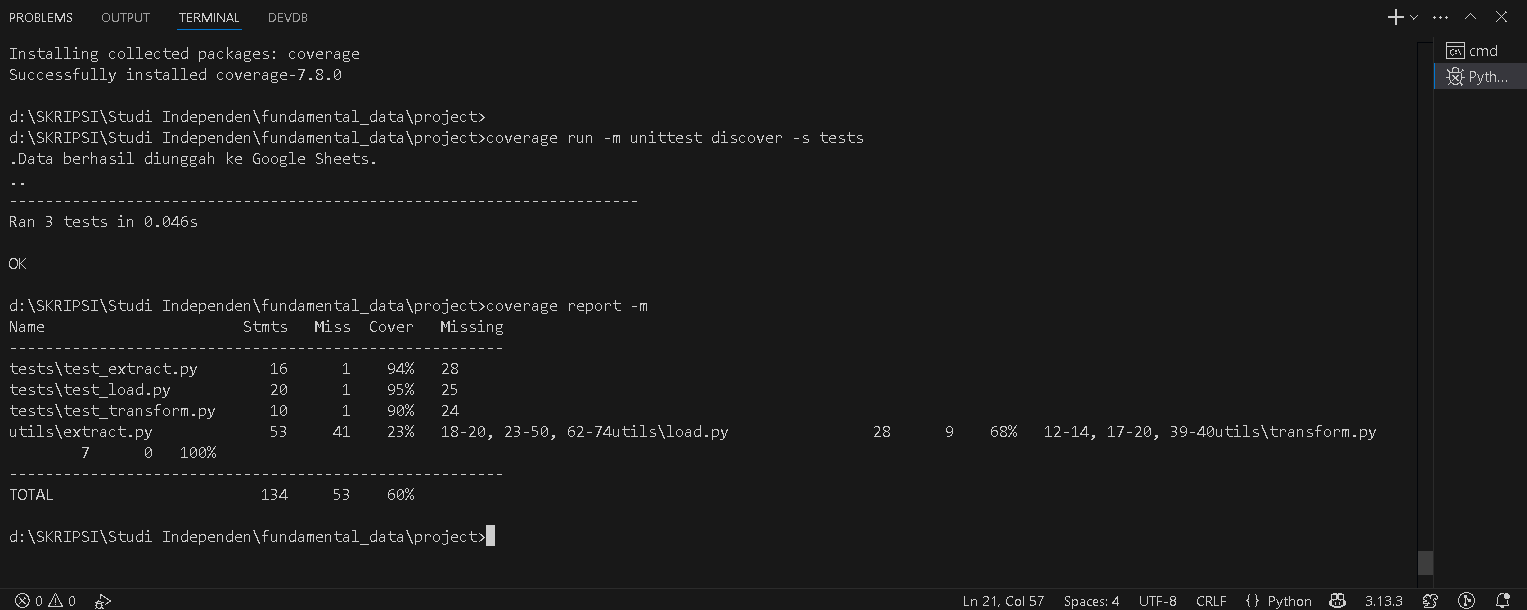 PROBLEMS OUTPUT TERMINAL DEVDB
Installing collected packages: coverage
Successfully installed coverage-7.8.0
cmd
Pyth...
d:\SKRIPSI\Studi Independen\fundamental_data\project>
d:\SKRIPSI\Studi Independen\fundamental_data\project>coverage run -m unittest discover -s tests
.Data berhasil diunggah ke Google Sheets.
..
----------------------------------------------------------------------
Ran 3 tests in 0.046s
OK
d:\SKRIPSI\Studi Independen\fundamental_data\project>coverage report -m
Name                      Stmts   Miss  Cover   Missing
-------------------------------------------------------
tests\test_extract.py        16      1    94%   28
tests\test_load.py           20      1    95%   25
tests\test_transform.py      10      1    90%   24
utils\extract.py             53     41    23%   18-20, 23-50, 62-74utils\load.py                28      9    68%   12-14, 17-20, 39-40utils\transform.py
        7      0   100%
-------------------------------------------------------
TOTAL                       134     53    60%
d:\SKRIPSI\Studi Independen\fundamental_data\project>
0 0 Ln 21, Col 57 Spaces: 4 UTF-8 CRLF {} Python 3.13.3